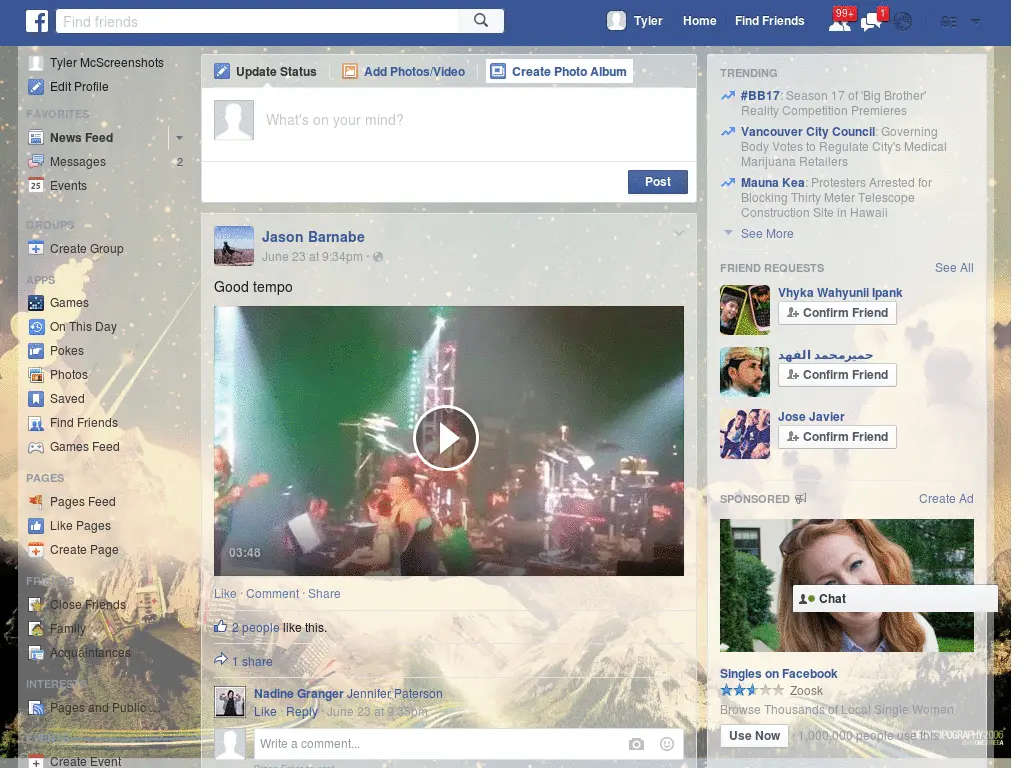 Find friends
Tyler
Home
Find Friends
99+
1
Tyler McScreenshots
Edit Profile
FAVORITES
News Feed
Messages
2
Events
GROUPS
Create Group
APPS
Games
On This Day
Pokes
Photos
Saved
Find Friends
Games Feed
PAGES
Pages Feed
Like Pages
Create Page
FRIENDS
Close Friends
Family
Acquaintances
INTERESTS
Pages and Public ...
EVENTS
Create Event
Update Status
Add Photos/Video
Create Photo Album
What's on your mind?
Post
Jason Barnabe
June 23 at 9:34pm ·
Good tempo
03:48
Like · Comment · Share
2 people like this.
1 share
Nadine Granger Jennifer Paterson
Like · Reply · June 23 at 9:35pm
Write a comment...
TRENDING
#BB17: Season 17 of 'Big Brother'
Reality Competition Premieres
Vancouver City Council: Governing
Body Votes to Regulate City's Medical
Marijuana Retailers
Mauna Kea: Protesters Arrested for
Blocking Thirty Meter Telescope
Construction Site in Hawaii
See More
FRIEND REQUESTS
See All
Vhyka Wahyunii Ipank
Confirm Friend
حميرمحمد الفهد
Confirm Friend
Jose Javier
Confirm Friend
SPONSORED
Create Ad
Chat
Singles on Facebook
Zoosk
Browse Thousands of Local Single Women
Use Now
· 1,000,000 people use this